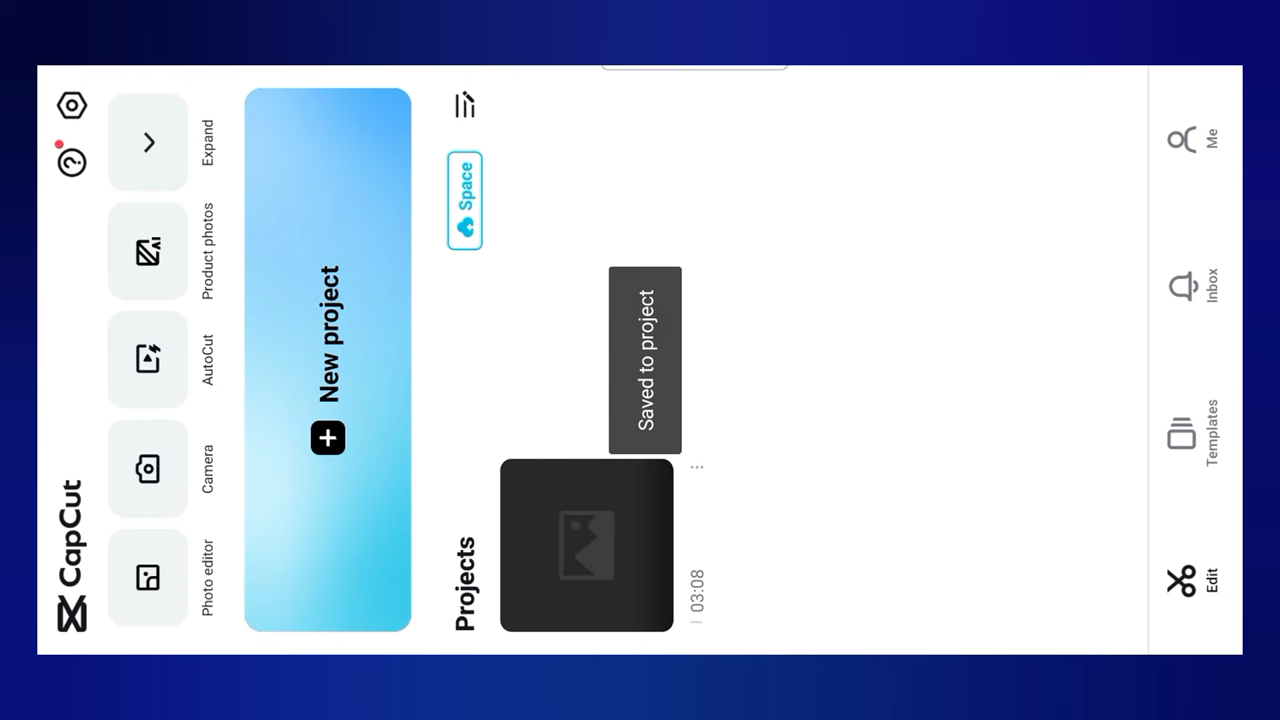 CapCut
Photo editor
Camera
AutoCut
AI
Product photos
Expand
New project
Projects
Space
Saved to project
03:08
Edit
Templates
Inbox
Me